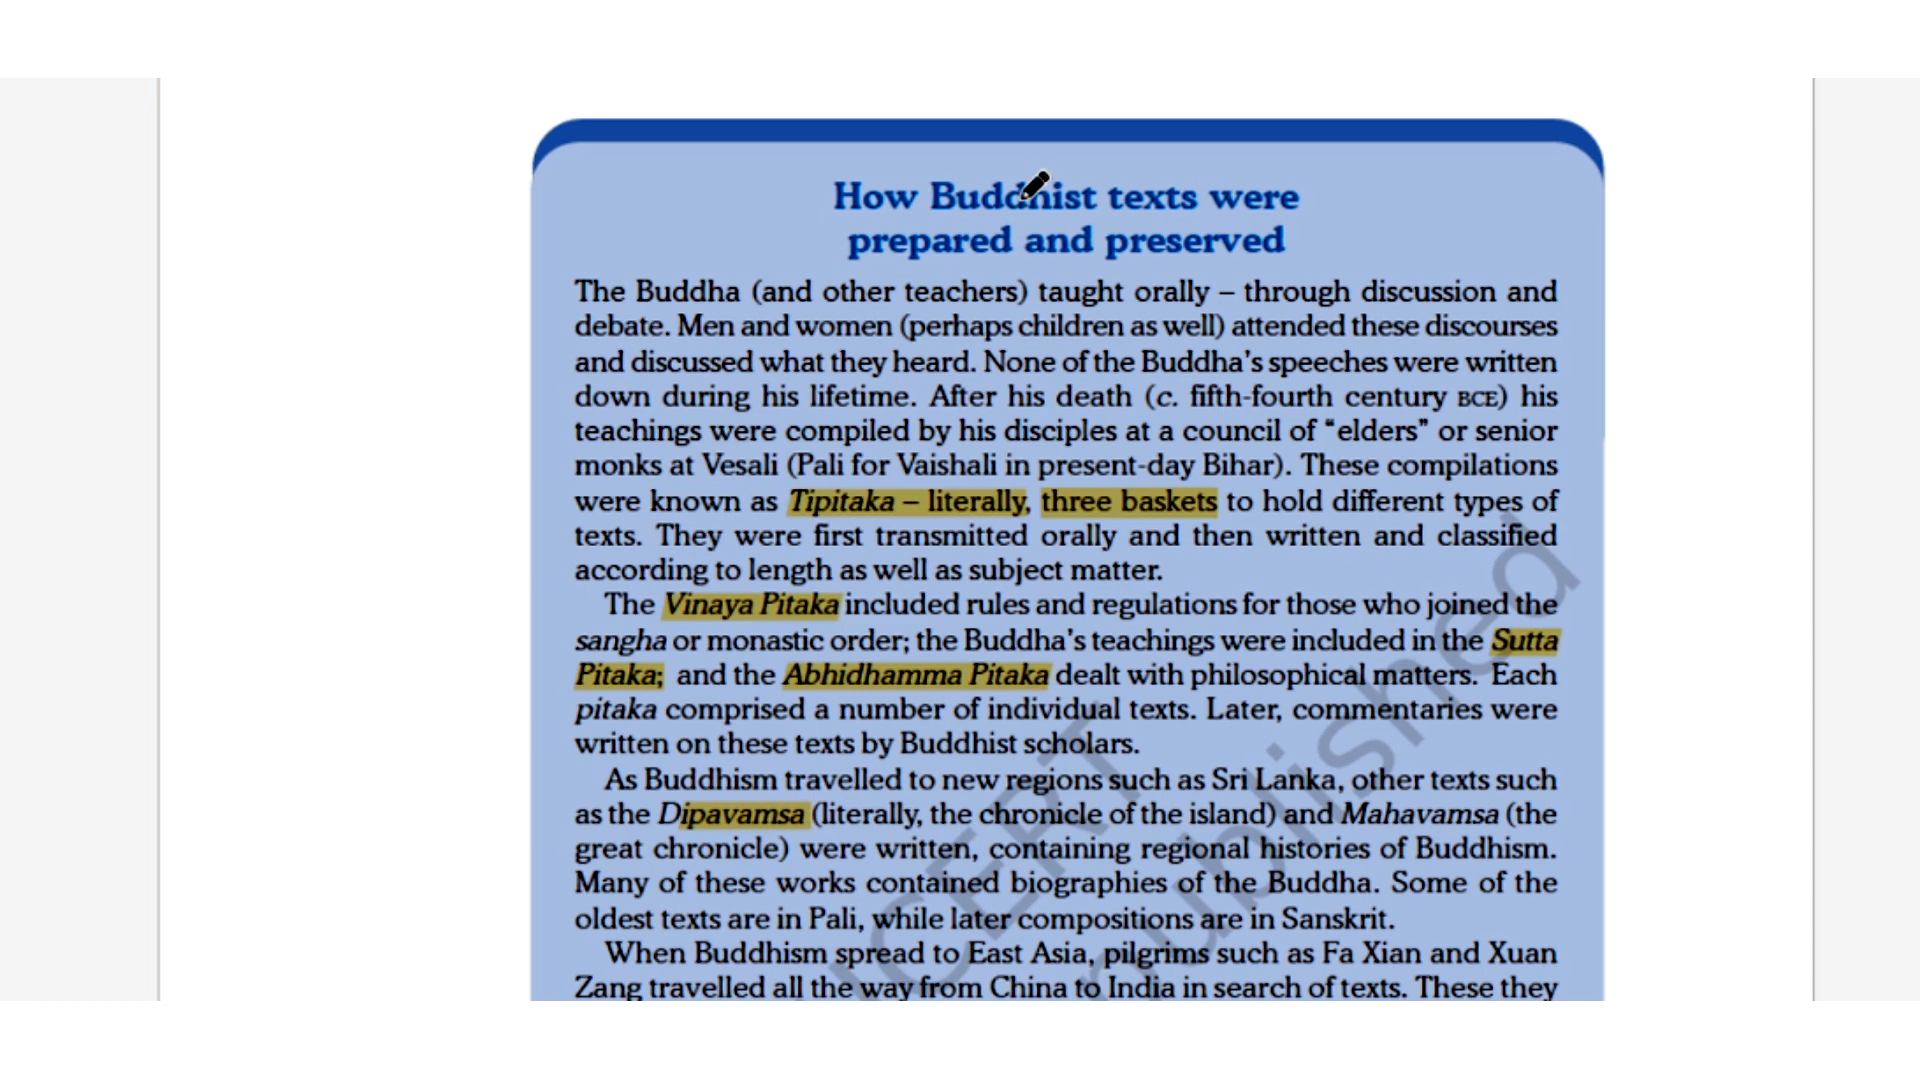 How Buddhist texts were
prepared and preserved
The Buddha (and other teachers) taught orally – through discussion and
debate. Men and women (perhaps children as well) attended these discourses
and discussed what they heard. None of the Buddha’s speeches were written
down during his lifetime. After his death (c. fifth-fourth century BCE) his
teachings were compiled by his disciples at a council of “elders” or senior
monks at Vesali (Pali for Vaishali in present-day Bihar). These compilations
were known as Tipitaka – literally, three baskets to hold different types of
texts. They were first transmitted orally and then written and classified
according to length as well as subject matter.
The Vinaya Pitaka included rules and regulations for those who joined the
sangha or monastic order; the Buddha’s teachings were included in the Sutta
Pitaka; and the Abhidhamma Pitaka dealt with philosophical matters. Each
pitaka comprised a number of individual texts. Later, commentaries were
written on these texts by Buddhist scholars.
As Buddhism travelled to new regions such as Sri Lanka, other texts such
as the Dipavamsa (literally, the chronicle of the island) and Mahavamsa (the
great chronicle) were written, containing regional histories of Buddhism.
Many of these works contained biographies of the Buddha. Some of the
oldest texts are in Pali, while later compositions are in Sanskrit.
When Buddhism spread to East Asia, pilgrims such as Fa Xian and Xuan
Zang travelled all the way from China to India in search of texts. These they
published